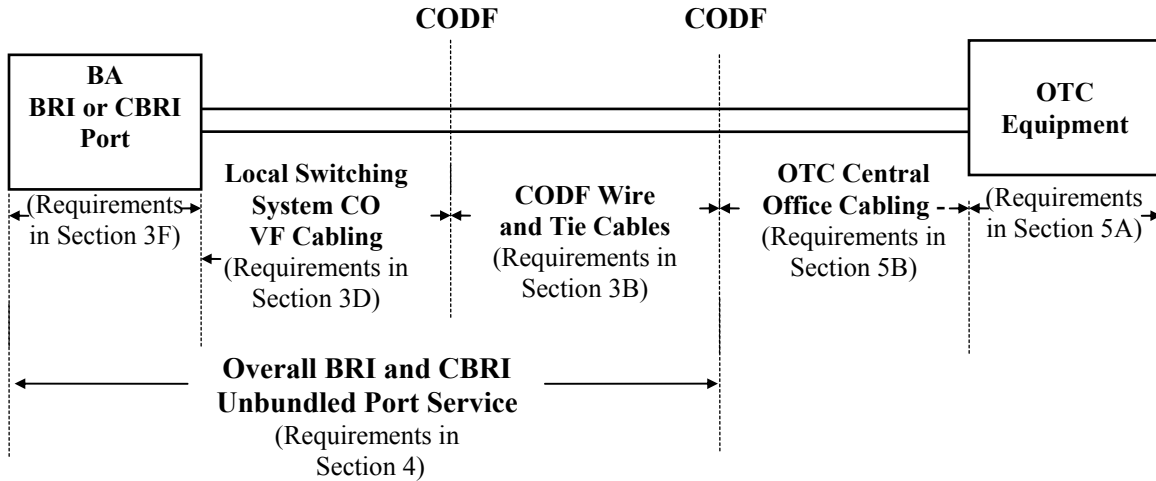 CODF
CODF
BA
BRI or CBRI
Port
OTC
Equipment
(Requirements
in Section 3F)
Local Switching
System CO
VF Cabling
(Requirements in
Section 3D)
CODF Wire
and Tie Cables
(Requirements in
Section 3B)
OTC Central
Office Cabling -
(Requirements in
Section 5B)
(Requirements
in Section 5A)
Overall BRI and CBRI
Unbundled Port Service
(Requirements in
Section 4)